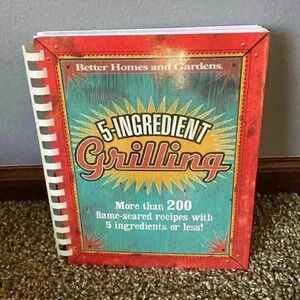 Better Homes and Gardens®
5-INGREDIENT
Grilling
More than 200
flame-seared recipes with
5 ingredients or less!